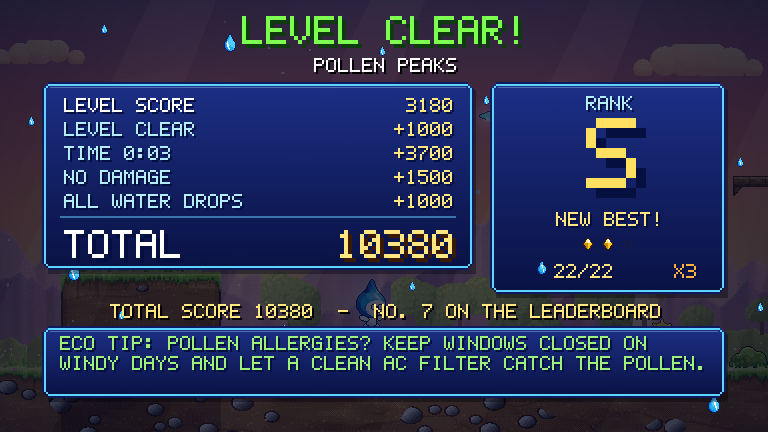 LEVEL CLEAR!
POLLEN PEAKS
LEVEL SCORE 3180
LEVEL CLEAR +1000
TIME 0:03 +3700
NO DAMAGE +1500
ALL WATER DROPS +1000
TOTAL 10380
RANK
S
NEW BEST!
22/22 X3
TOTAL SCORE 10380 - NO. 7 ON THE LEADERBOARD
ECO TIP: POLLEN ALLERGIES? KEEP WINDOWS CLOSED ON
WINDY DAYS AND LET A CLEAN AC FILTER CATCH THE POLLEN.